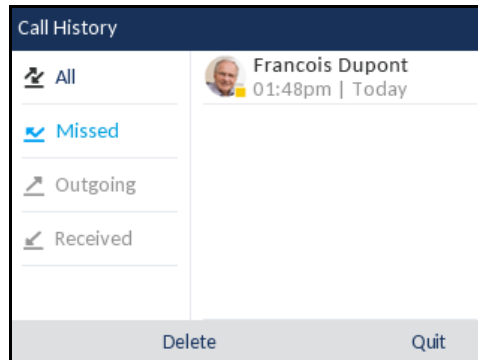 Call History
All
Missed
Outgoing
Received
Francois Dupont
01:48pm | Today
Delete
Quit